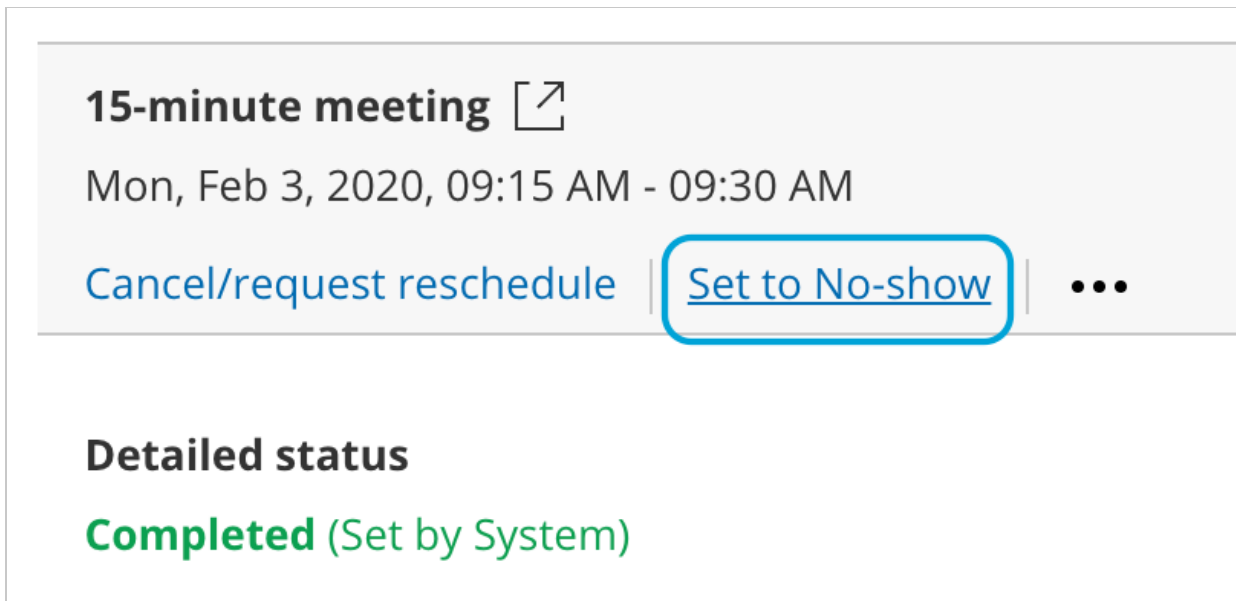 15-minute meeting
Mon, Feb 3, 2020, 09:15 AM - 09:30 AM
Cancel/request reschedule | Set to No-show | •••
Detailed status
Completed (Set by System)